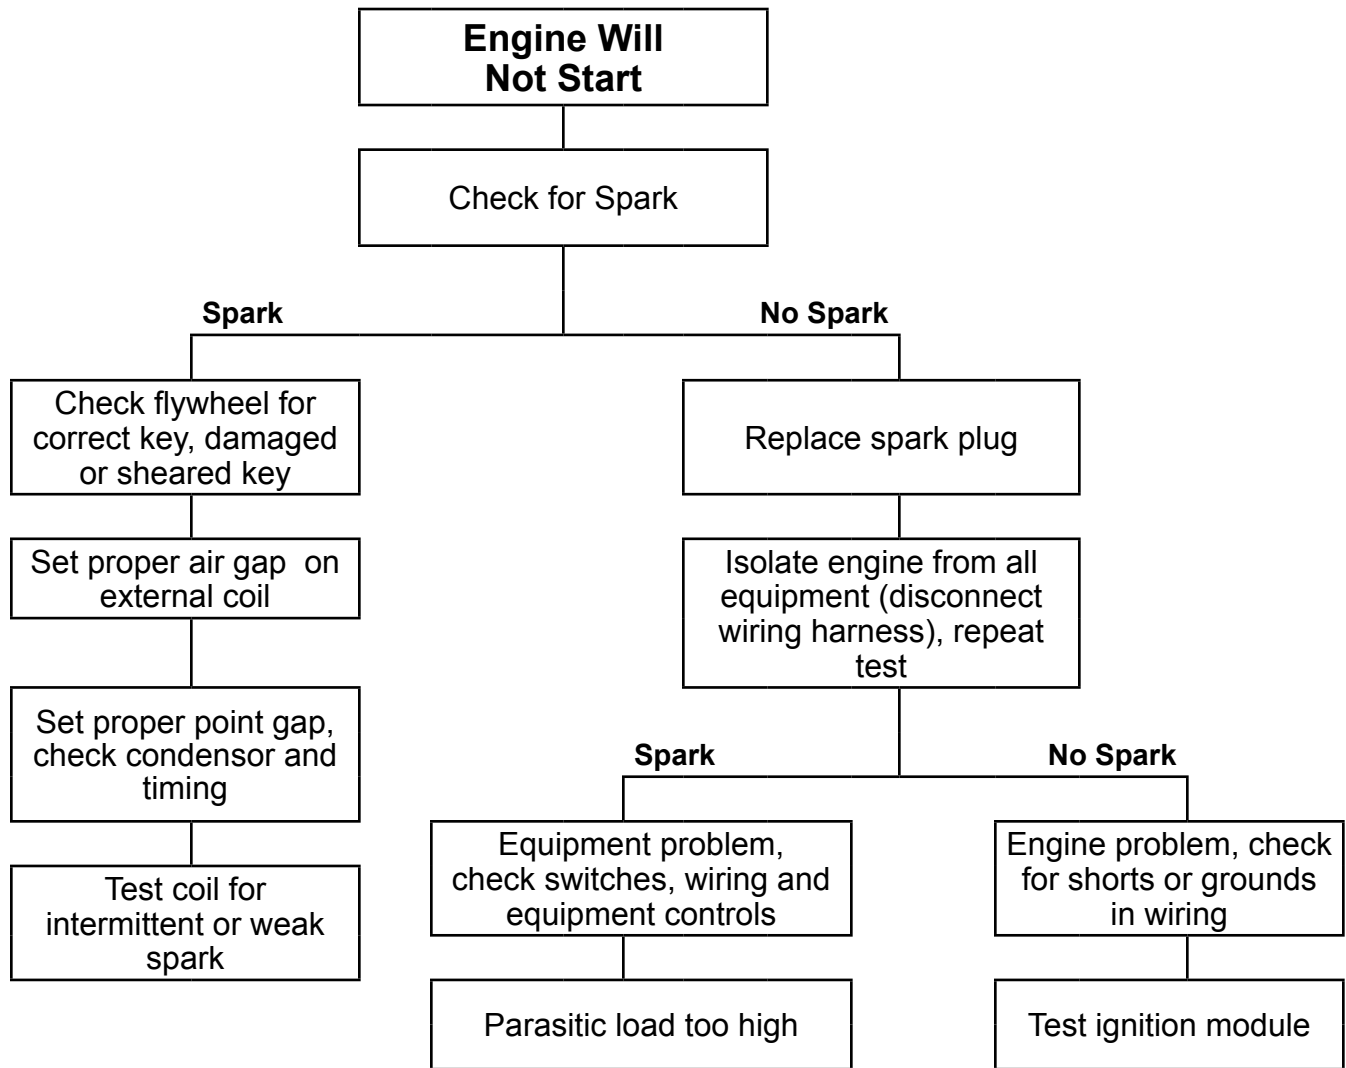 Engine Will
Not Start
Check for Spark
Spark
No Spark
Check flywheel for
correct key, damaged
or sheared key
Replace spark plug
Set proper air gap  on
external coil
Isolate engine from all
equipment (disconnect
wiring harness), repeat
test
Set proper point gap,
check condensor and
timing
Spark
No Spark
Test coil for
intermittent or weak
spark
Equipment problem,
check switches, wiring and
equipment controls
Engine problem, check
for shorts or grounds
in wiring
Parasitic load too high
Test ignition module